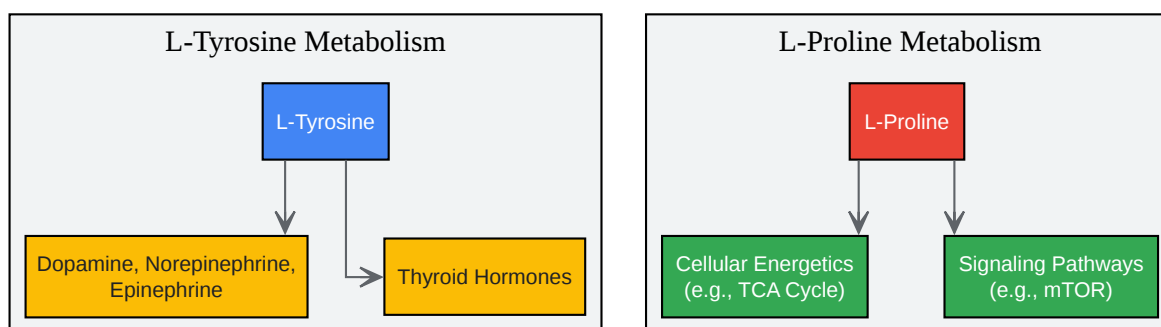 L-Tyrosine Metabolism
L-Tyrosine
Dopamine, Norepinephrine,
Epinephrine
Thyroid Hormones
L-Proline Metabolism
L-Proline
Cellular Energetics
(e.g., TCA Cycle)
Signaling Pathways
(e.g., mTOR)